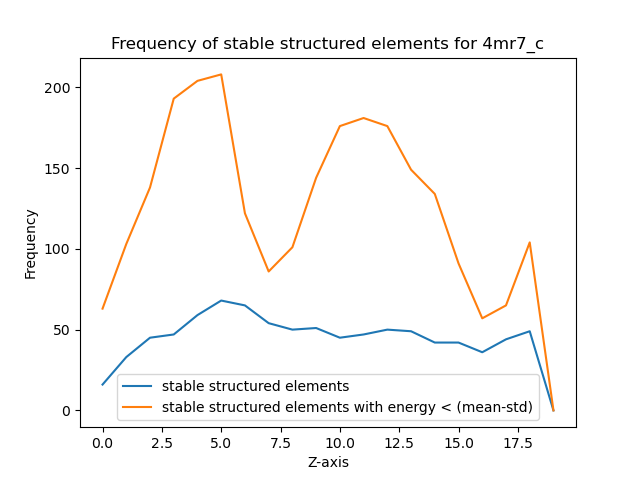 Frequency of stable structured elements for 4mr7_c
200
150
100
50
0
Frequency
stable structured elements
stable structured elements with energy < (mean-std)
0.0 2.5 5.0 7.5 10.0 12.5 15.0 17.5
Z-axis